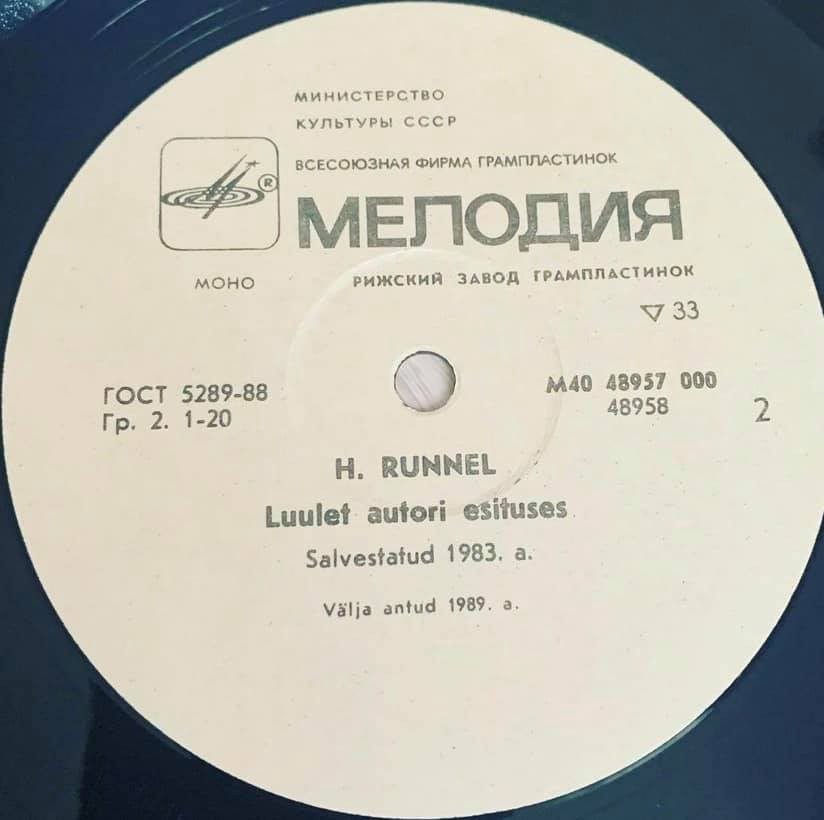 МИНИСТЕРСТВО
КУЛЬТУРЫ СССР
ВСЕСОЮЗНАЯ ФИРМА ГРАМПЛАСТИНОК
®
МЕЛОДИЯ
МОНО
РИЖСКИЙ ЗАВОД ГРАМПЛАСТИНОК
▽ 33
ГОСТ 5289-88
Гр. 2. 1-20
М40 48957 000
48958
2
H. RUNNEL
Luulet autori esituses
Salvestatud 1983. a.
Välja antud 1989. a.